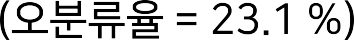 (오분류율 = 23.1 %)